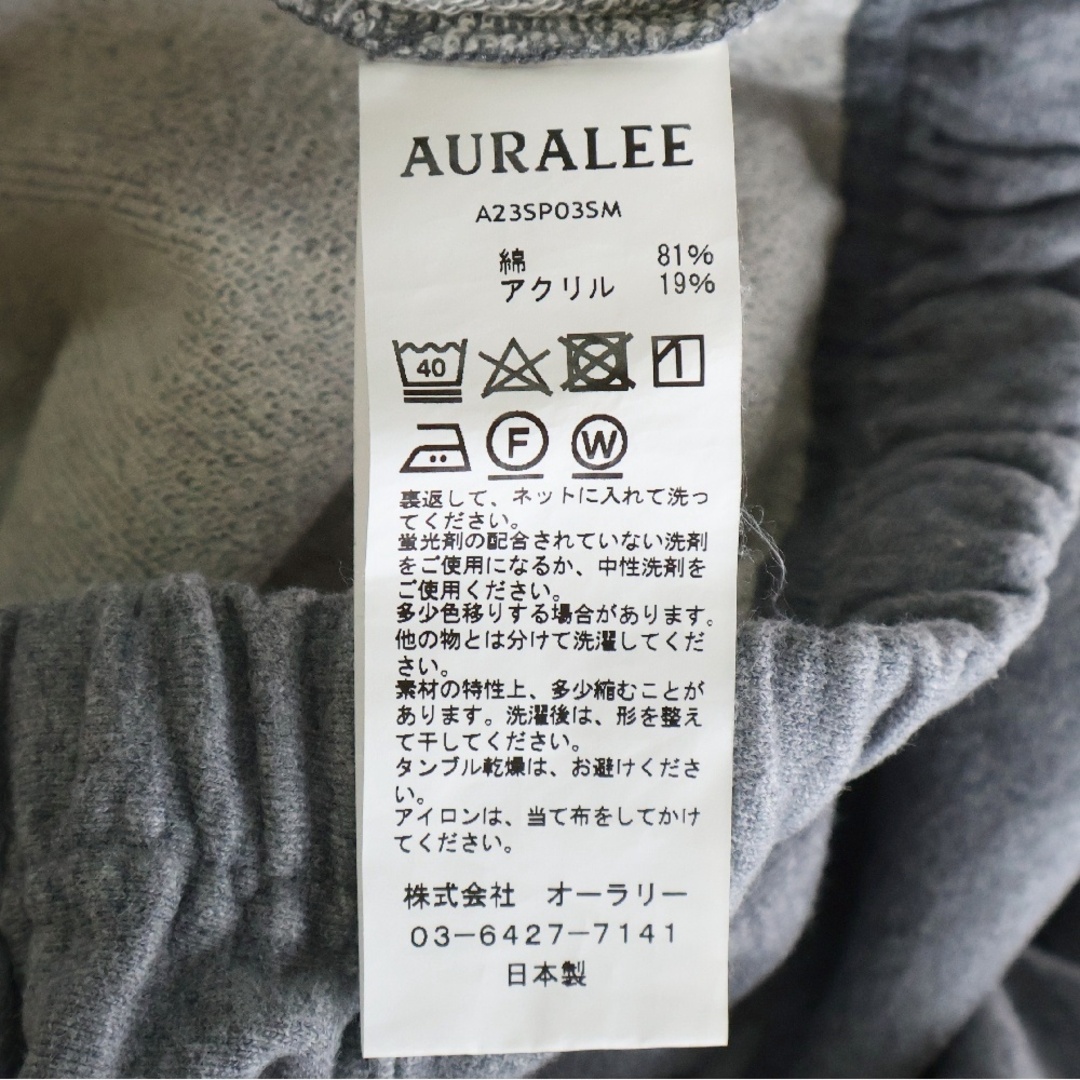 AURALEE
A23SP03SM
綿 81%
アクリル 19%
40
F W
裏返して、ネットに入れて洗っ
てください。
蛍光剤の配合されていない洗剤
をご使用になるか、中性洗剤を
ご使用ください。
多少色移りする場合があります。
他の物とは分けて洗濯してくだ
さい。
素材の特性上、多少縮むことが
あります。洗濯後は、形を整え
て干してください。
タンブル乾燥は、お避けくださ
い。
アイロンは、当て布をしてかけ
てください。
株式会社 オーラリー
03-6427-7141
日本製